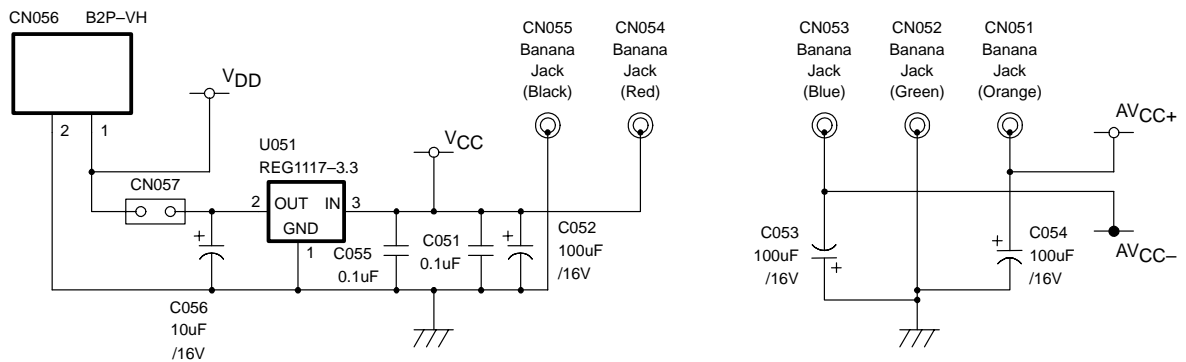 CN056 B2P–VH
2 1
VDD
CN057
U051
REG1117–3.3
2 OUT IN 3
GND
1
VCC
C056
10uF
/16V
+
C055
0.1uF
C051
0.1uF
+
C052
100uF
/16V
CN055
Banana
Jack
(Black)
CN054
Banana
Jack
(Red)
CN053
Banana
Jack
(Blue)
CN052
Banana
Jack
(Green)
CN051
Banana
Jack
(Orange)
AVCC+
AVCC–
C053
100uF
/16V
+
C054
100uF
/16V
+